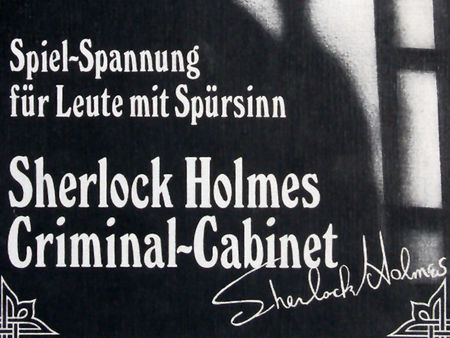 Spiel-Spannung
für Leute mit Spürsinn
Sherlock Holmes
Criminal-Cabinet
Sherlock Holmes